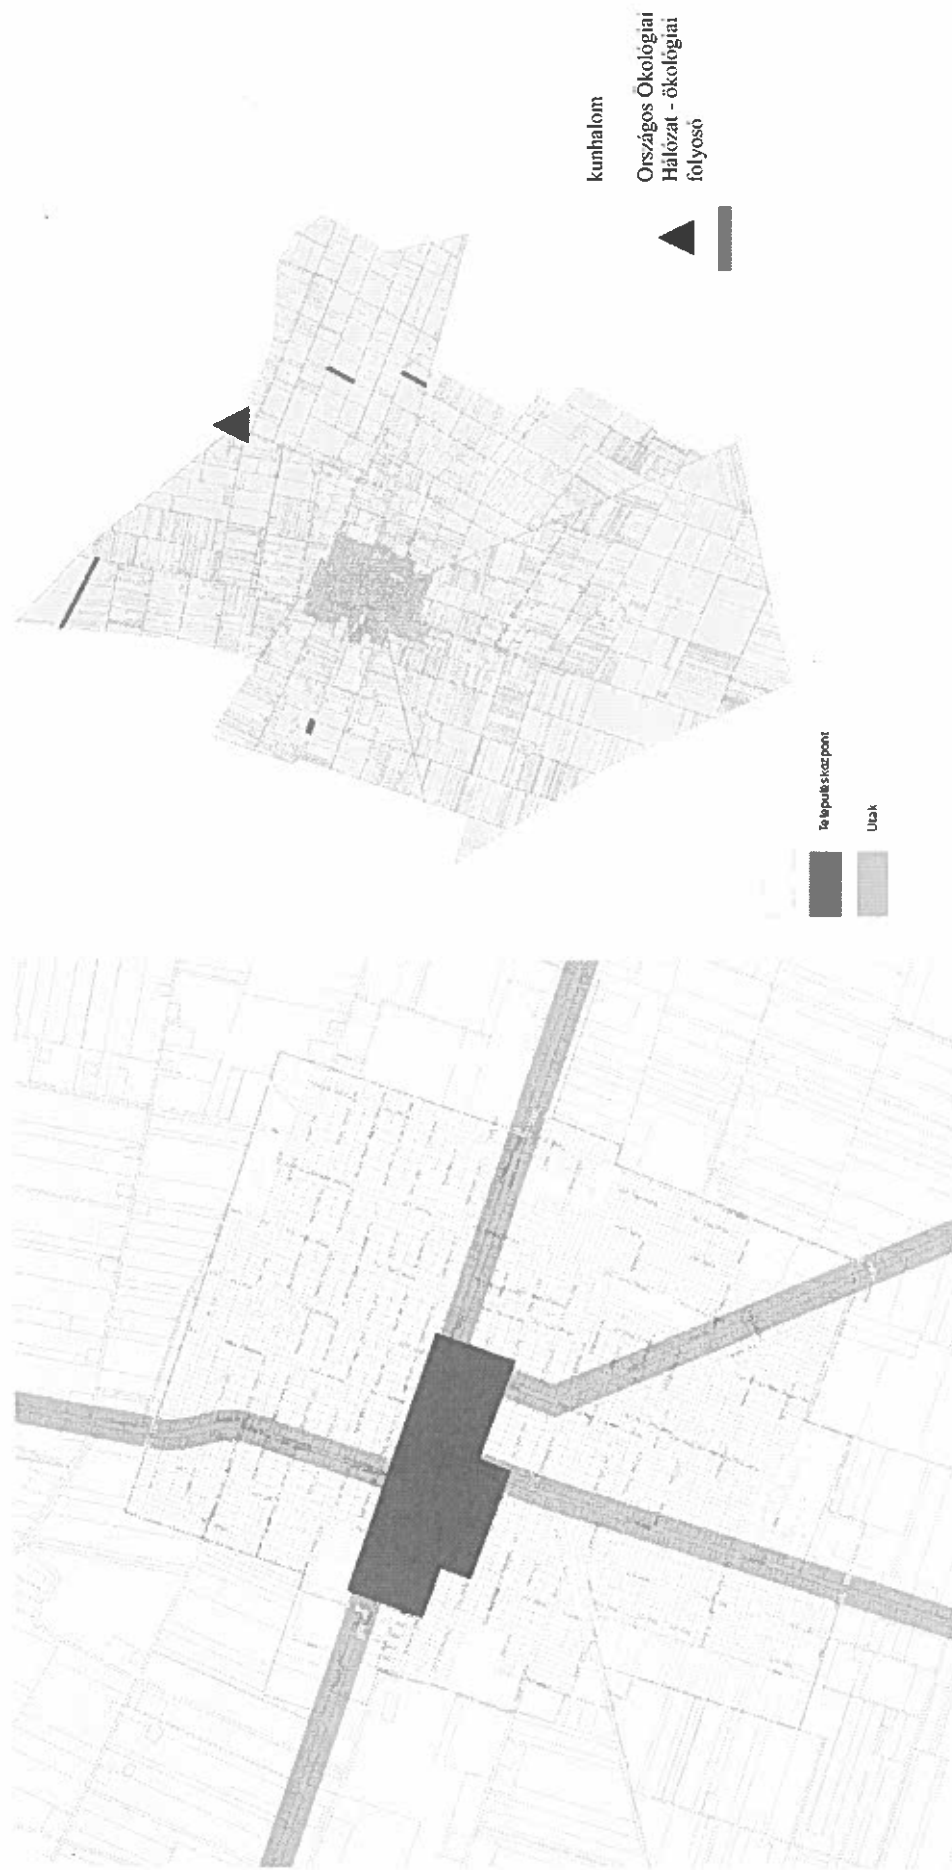 kunhalom
Országos Ökológiai
Hálózat - ökológiai
folyosó
Településközpont
Utak